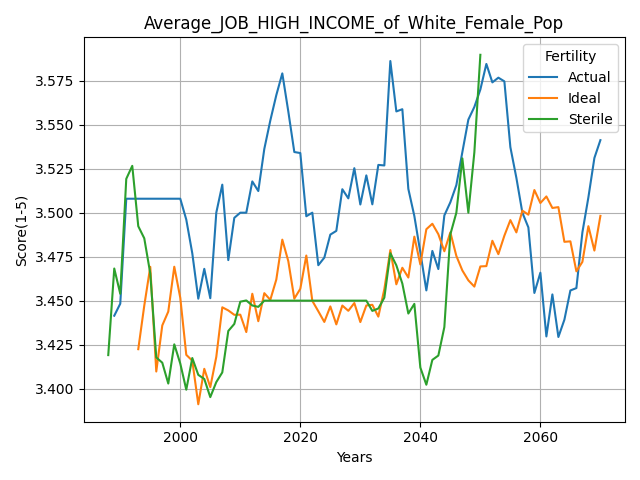 Average_JOB_HIGH_INCOME_of_White_Female_Pop
Fertility
Actual
Ideal
Sterile
Score(1-5)
3.575
3.550
3.525
3.500
3.475
3.450
3.425
3.400
2000
2020
2040
2060
Years